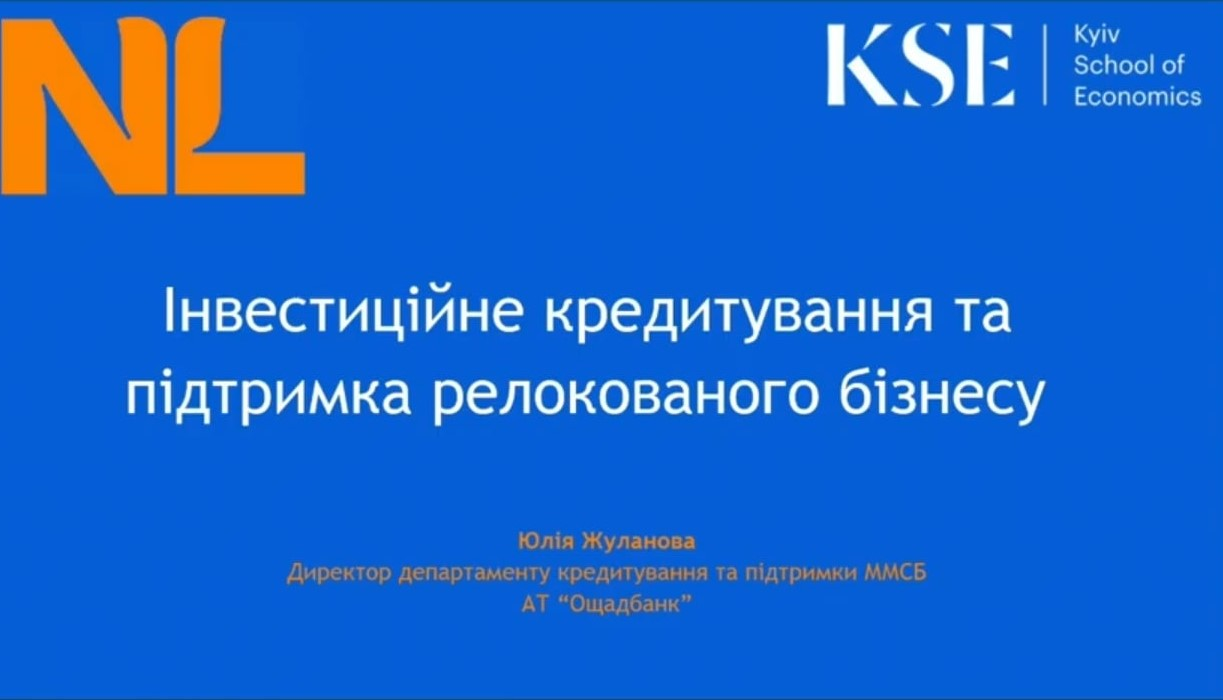 NL
KSE
Kyiv
School of
Economics
Інвестиційне кредитування та
підтримка релокованого бізнесу
Юлія Жуланова
Директор департаменту кредитування та підтримки ММСБ
АТ “Ощадбанк”